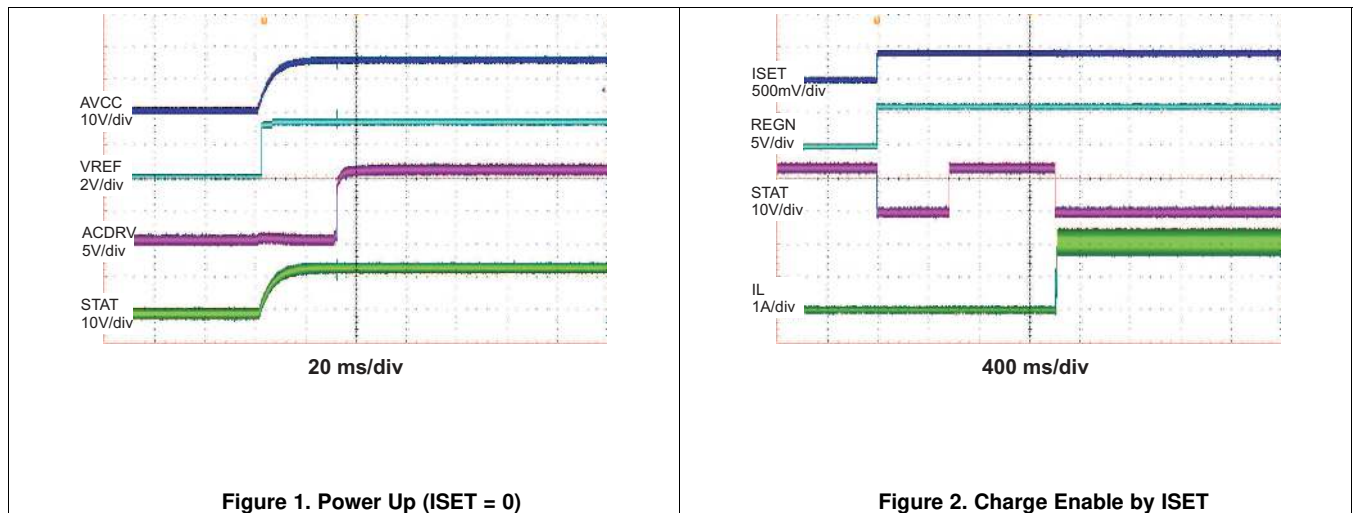 AVCC
10V/div
VREF
2V/div
ACDRV
5V/div
STAT
10V/div
20 ms/div
Figure 1. Power Up (ISET = 0)
ISET
500mV/div
REGN
5V/div
STAT
10V/div
IL
1A/div
400 ms/div
Figure 2. Charge Enable by ISET